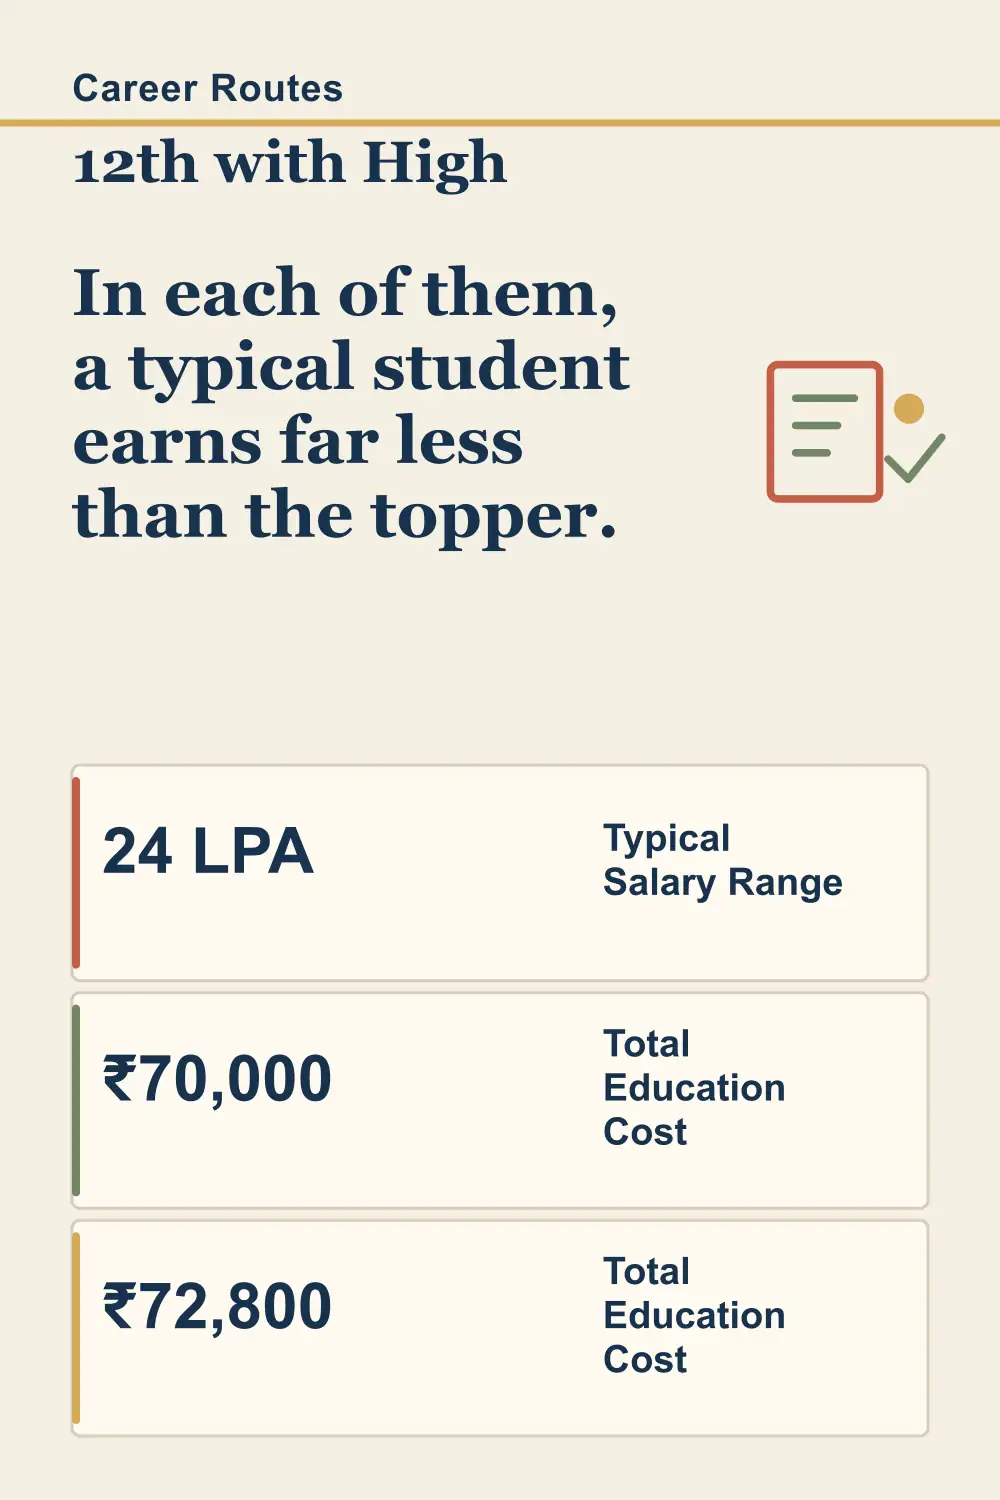 Career Routes
12th with High
In each of them,
a typical student
earns far less
than the topper.
24 LPA
Typical
Salary Range
₹70,000
Total
Education
Cost
₹72,800
Total
Education
Cost